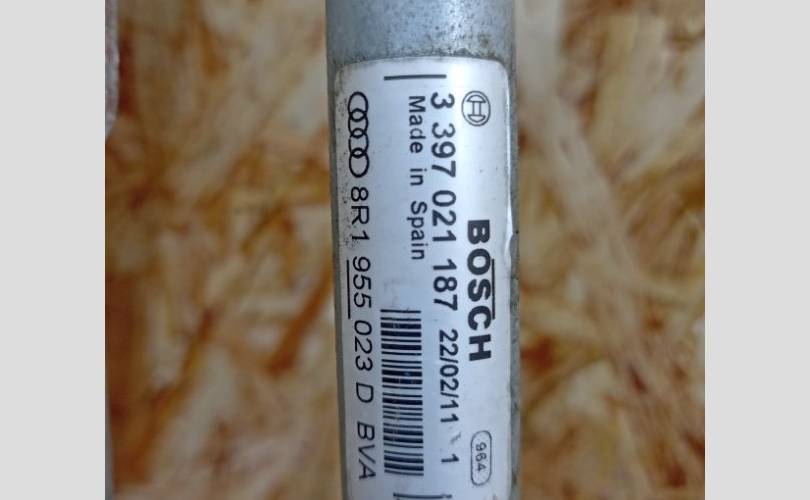 BOSCH
3 397 021 187 22/02/11 1
964
Made in Spain
8R1 955 023 D BVA